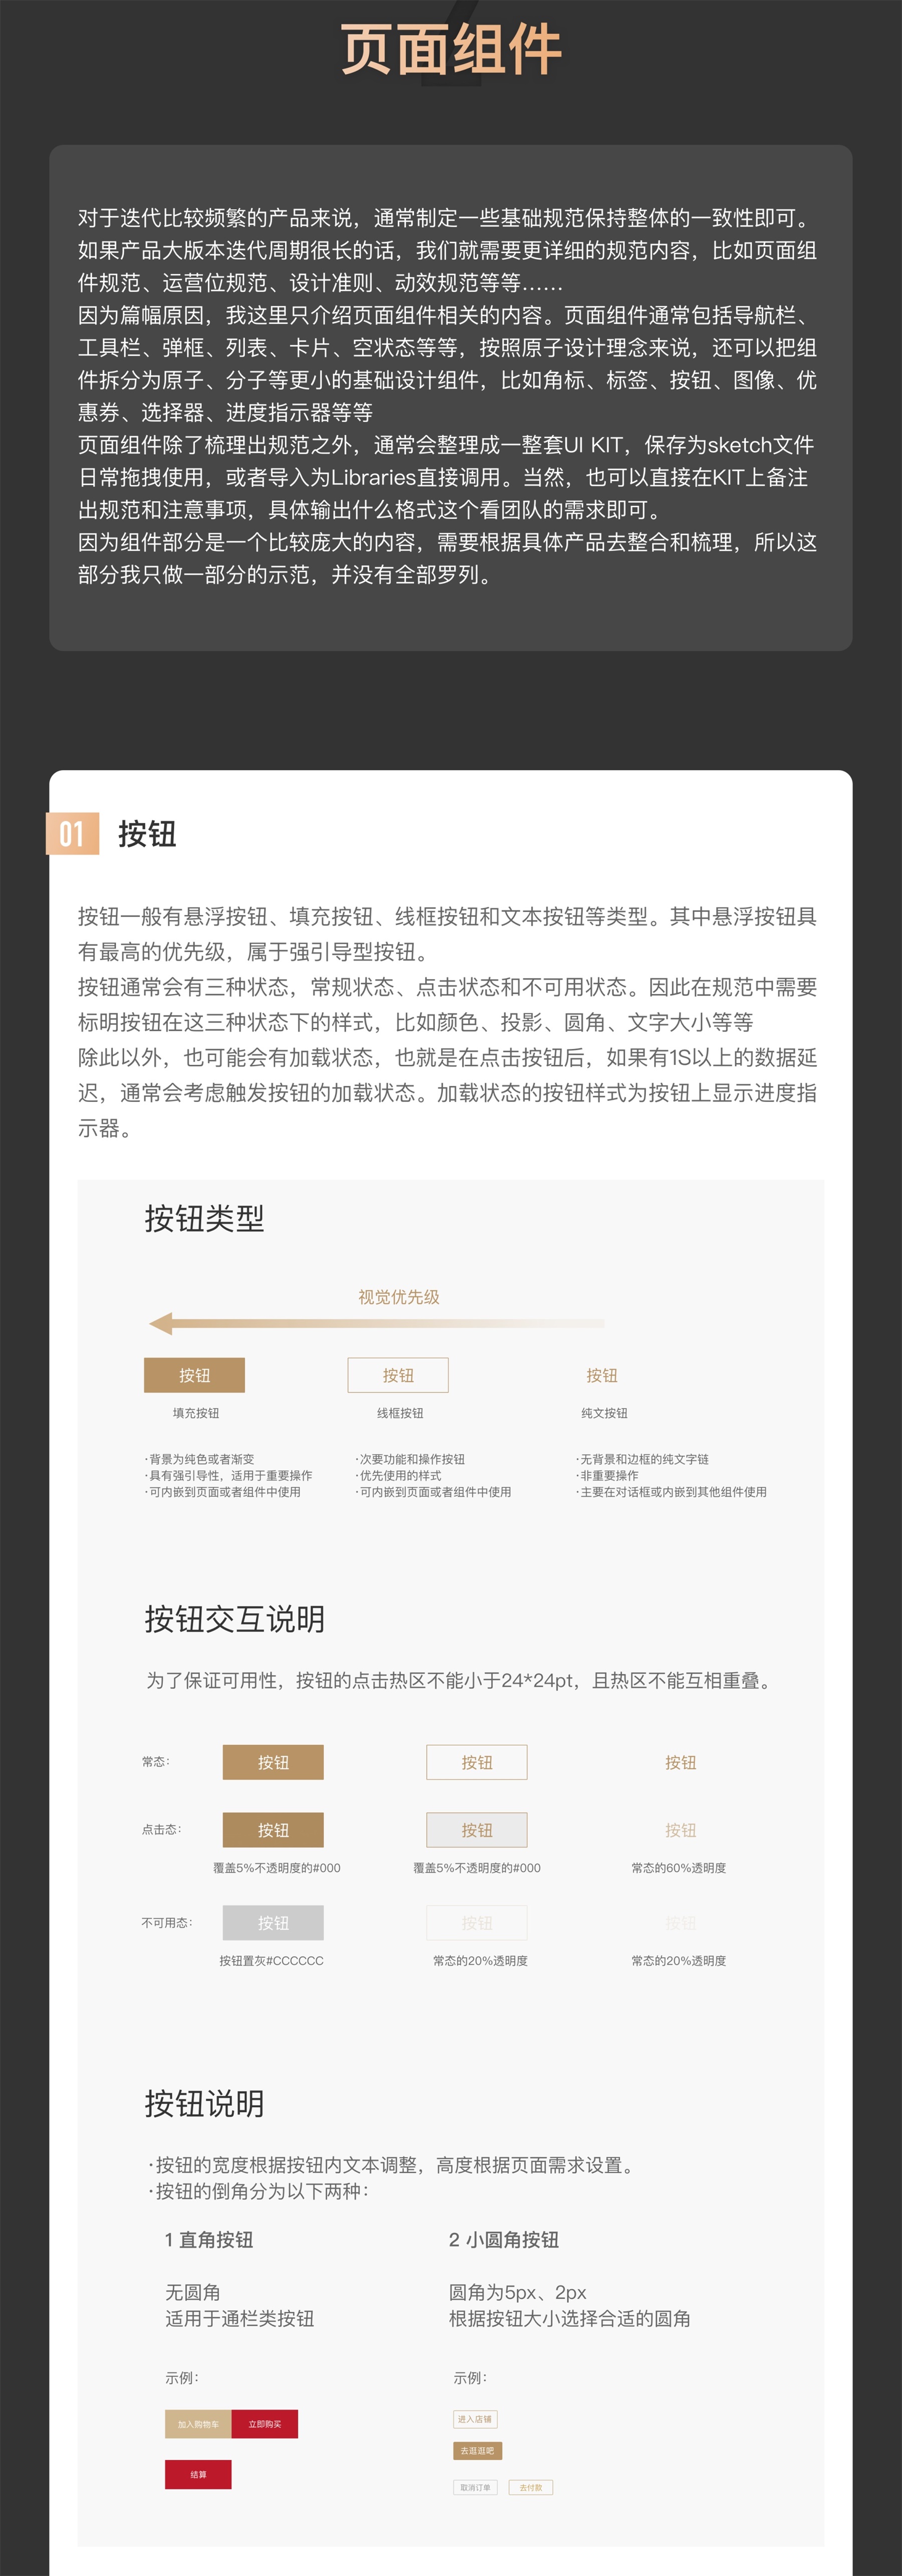 页面组件
对于迭代比较频繁的产品来说，通常制定一些基础规范保持整体的一致性即可。
如果产品大版本迭代周期很长的话，我们就需要更详细的规范内容，比如页面组
件规范、运营位规范、设计准则、动效规范等等……
因为篇幅原因，我这里只介绍页面组件相关的内容。页面组件通常包括导航栏、
工具栏、弹框、列表、卡片、空状态等等，按照原子设计理念来说，还可以把组
件拆分为原子、分子等更小的基础设计组件，比如角标、标签、按钮、图像、优
惠券、选择器、进度指示器等等
页面组件除了梳理出规范之外，通常会整理成一整套UI KIT，保存为sketch文件
日常拖拽使用，或者导入为Libraries直接调用。当然，也可以直接在KIT上备注
出规范和注意事项，具体输出什么格式这个看团队的需求即可。
因为组件部分是一个比较庞大的内容，需要根据具体产品去整合和梳理，所以这
部分我只做一部分的示范，并没有全部罗列。
01 按钮
按钮一般有悬浮按钮、填充按钮、线框按钮和文本按钮等类型。其中悬浮按钮具
有最高的优先级，属于强引导型按钮。
按钮通常会有三种状态，常规状态、点击状态和不可用状态。因此在规范中需要
标明按钮在这三种状态下的样式，比如颜色、投影、圆角、文字大小等等
除此以外，也可能会有加载状态，也就是在点击按钮后，如果有1S以上的数据延
迟，通常会考虑触发按钮的加载状态。加载状态的按钮样式为按钮上显示进度指
示器。
按钮类型
视觉优先级
按钮 按钮 按钮
填充按钮 线框按钮 纯文按钮
·背景为纯色或者渐变 ·次要功能和操作按钮 ·无背景和边框的纯文字链
·具有强引导性，适用于重要操作 ·优先使用的样式 ·非重要操作
·可内嵌到页面或者组件中使用 ·可内嵌到页面或者组件中使用 ·主要在对话框或内嵌到其他组件使用
按钮交互说明
为了保证可用性，按钮的点击热区不能小于24*24pt，且热区不能互相重叠。
常态： 按钮 按钮 按钮
点击态： 按钮 按钮 按钮
覆盖5%不透明度的#000 覆盖5%不透明度的#000 常态的60%透明度
不可用态： 按钮 按钮 按钮
按钮置灰#CCCCCC 常态的20%透明度 常态的20%透明度
按钮说明
·按钮的宽度根据按钮内文本调整，高度根据页面需求设置。
·按钮的倒角分为以下两种：
1 直角按钮 2 小圆角按钮
无圆角 圆角为5px、2px
适用于通栏类按钮 根据按钮大小选择合适的圆角
示例： 示例：
加入购物车 立即购买 进入店铺
去逛逛吧
结算 取消订单 去付款